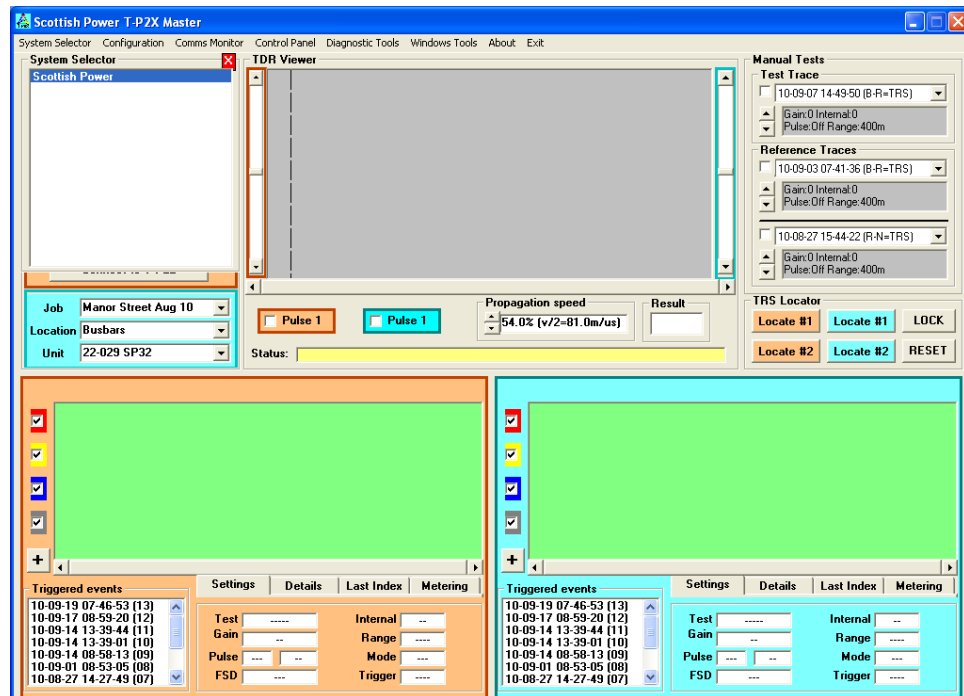 Scottish Power T-P2X Master
System Selector Configuration Comms Monitor Control Panel Diagnostic Tools Windows Tools About Exit
System Selector
Scottish Power
Job Manor Street Aug 10
Location Busbars
Unit 22-029 SP32
TDR Viewer
Pulse 1
Pulse 1
Propagation speed
54.0% (v/2=81.0m/us)
Result
Status:
Manual Tests
Test Trace
10-09-07 14-49-50 (B-R=TRS)
Gain:0 Internal:0
Pulse:Off Range:400m
Reference Traces
10-09-03 07-41-36 (B-R=TRS)
Gain:0 Internal:0
Pulse:Off Range:400m
10-08-27 15-44-22 (R-N=TRS)
Gain:0 Internal:0
Pulse:Off Range:400m
TRS Locator
Locate #1 Locate #1 LOCK
Locate #2 Locate #2 RESET
+
Triggered events
10-09-19 07-46-53 (13)
10-09-17 08-59-20 (12)
10-09-14 13-39-44 (11)
10-09-14 13-39-01 (10)
10-09-14 08-58-13 (09)
10-09-01 08-53-05 (08)
10-08-27 14-27-49 (07)
Settings Details Last Index Metering
Test ----- Internal --
Gain -- Range ----
Pulse --- -- Mode ---
FSD --- Trigger ----
+
Triggered events
10-09-19 07-46-53 (13)
10-09-17 08-59-20 (12)
10-09-14 13-39-44 (11)
10-09-14 13-39-01 (10)
10-09-14 08-58-13 (09)
10-09-01 08-53-05 (08)
10-08-27 14-27-49 (07)
Settings Details Last Index Metering
Test ----- Internal --
Gain -- Range ----
Pulse --- -- Mode ---
FSD --- Trigger ----